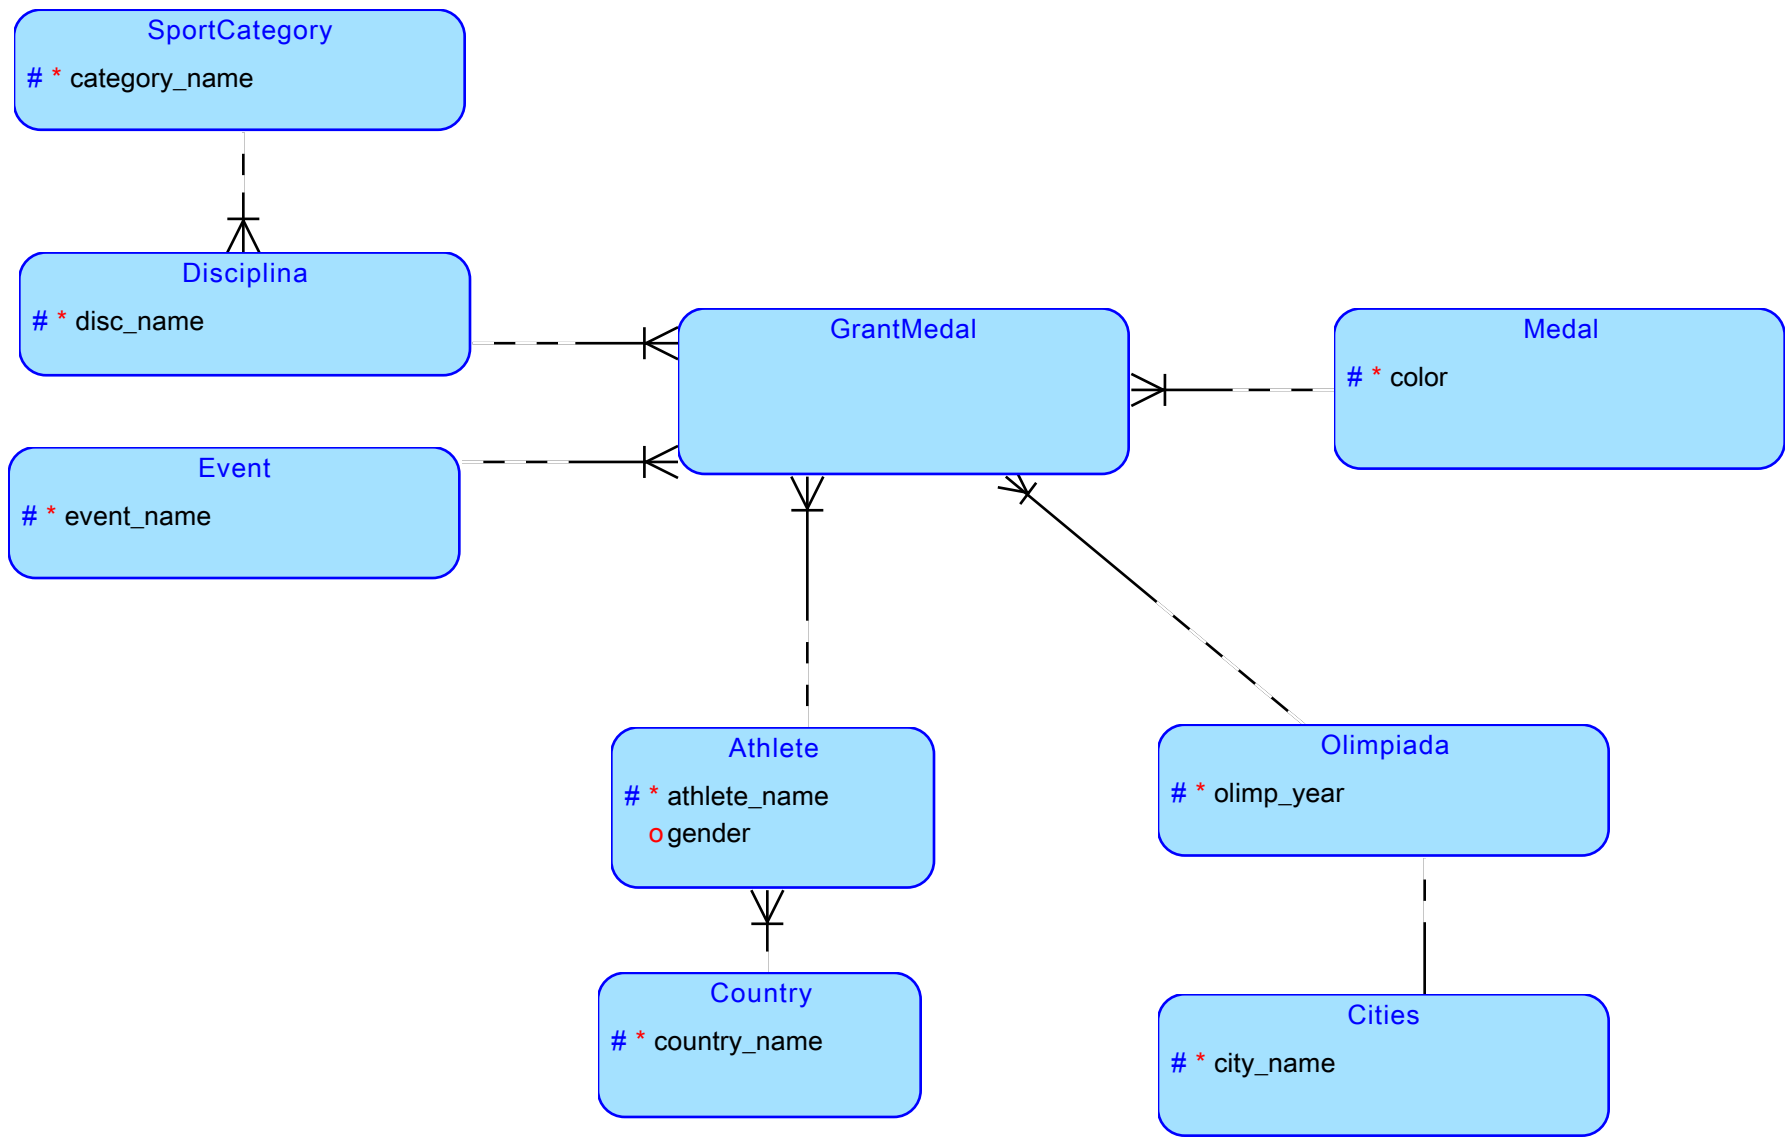 SportCategory
# * category_name
Disciplina
# * disc_name
GrantMedal
Medal
# * color
Event
# * event_name
Athlete
# * athlete_name
o gender
Olimpiada
# * olimp_year
Country
# * country_name
Cities
# * city_name